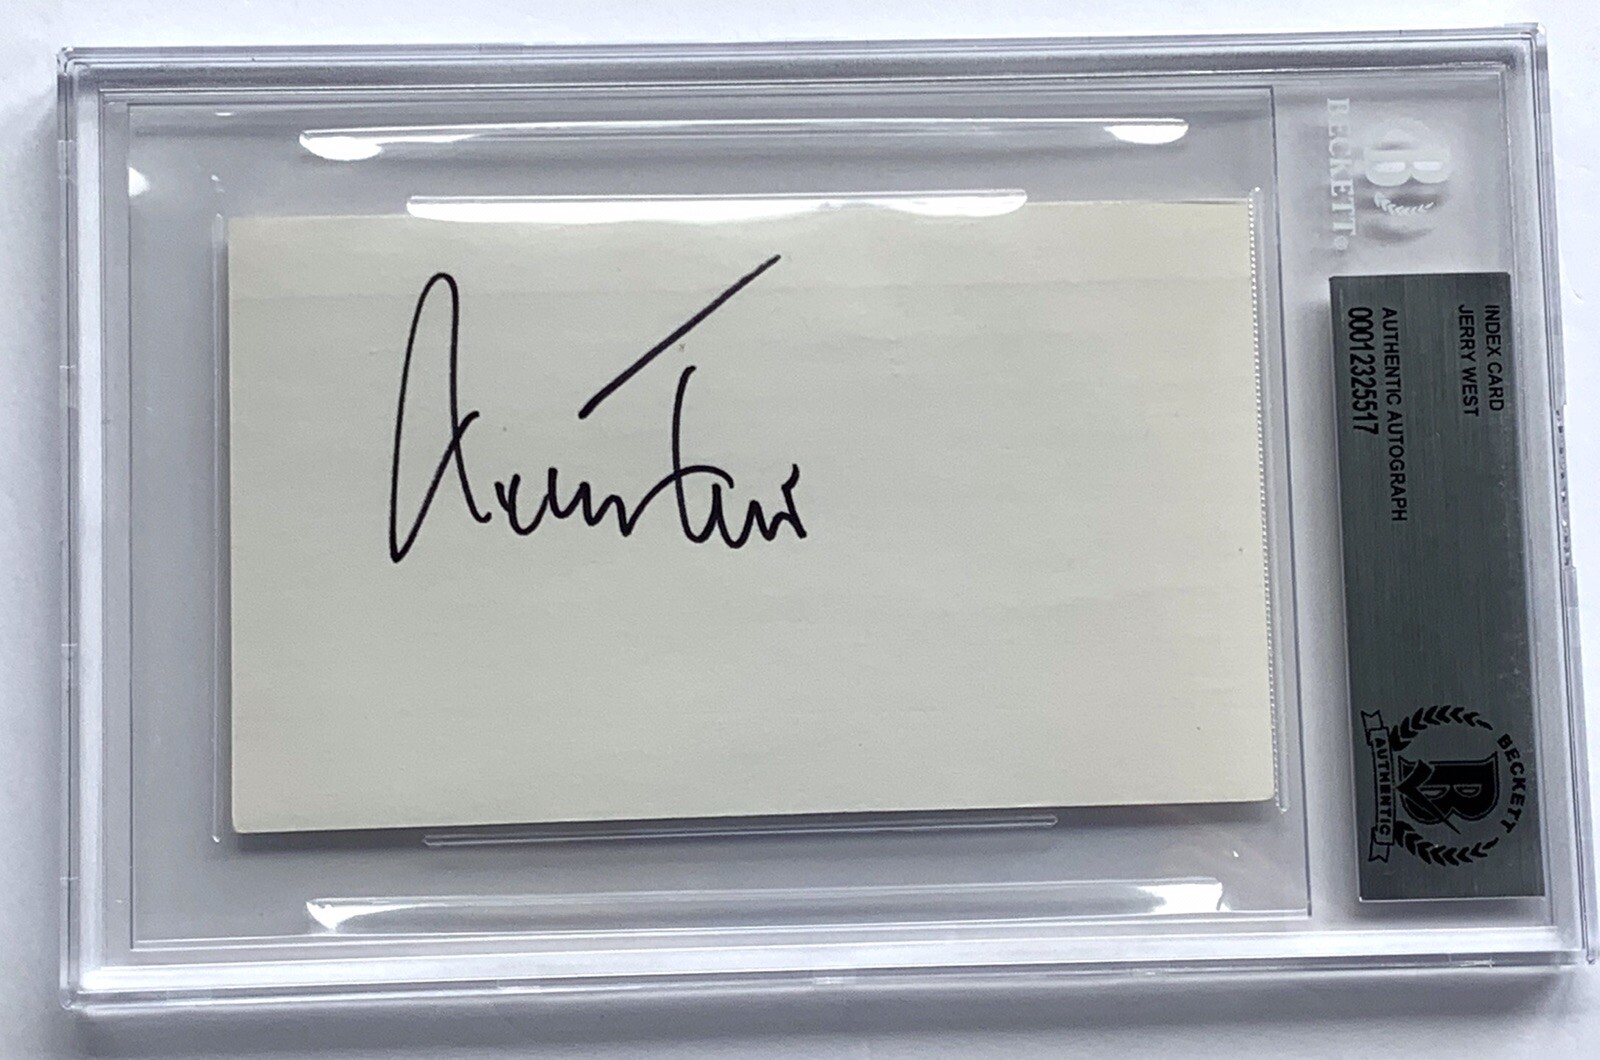 BECKETT®
INDEX CARD
JERRY WEST
AUTHENTIC AUTOGRAPH
00012325517
BECKETT
AUTHENTIC